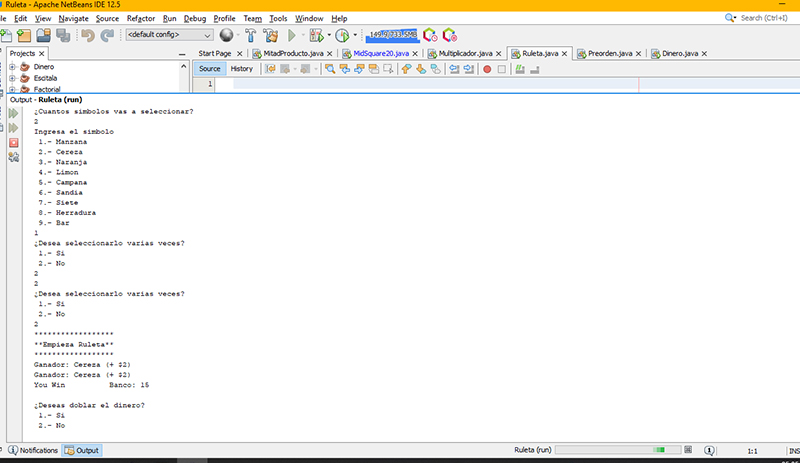 Ruleta - Apache NetBeans IDE 12.5
File Edit View Navigate Source Refactor Run Debug Profile Team Tools Window Help
Search (Ctrl+I)
<default config>
Projects
Start Page MitadProducto.java MidSquare20.java Multiplicador.java Ruleta.java Preorden.java Dinero.java
Dinero
Escitala
Factorial
Source History
1
Output - Ruleta (run)
¿Cuantos simbolos vas a seleccionar?
2
Ingresa el simbolo
1.- Manzana
2.- Cereza
3.- Naranja
4.- Limon
5.- Campana
6.- Sandia
7.- Siete
8.- Herradura
9.- Bar
1
¿Desea seleccionarlo varias veces?
1.- Si
2.- No
2
2
¿Desea seleccionarlo varias veces?
1.- Si
2.- No
2
******************
**Empieza Ruleta**
******************
Ganador: Cereza (+ $2)
Ganador: Cereza (+ $2)
You Win Banco: 15
¿Deseas doblar el dinero?
1.- Si
2.- No
Notifications Output
Ruleta (run)
1:1
INS